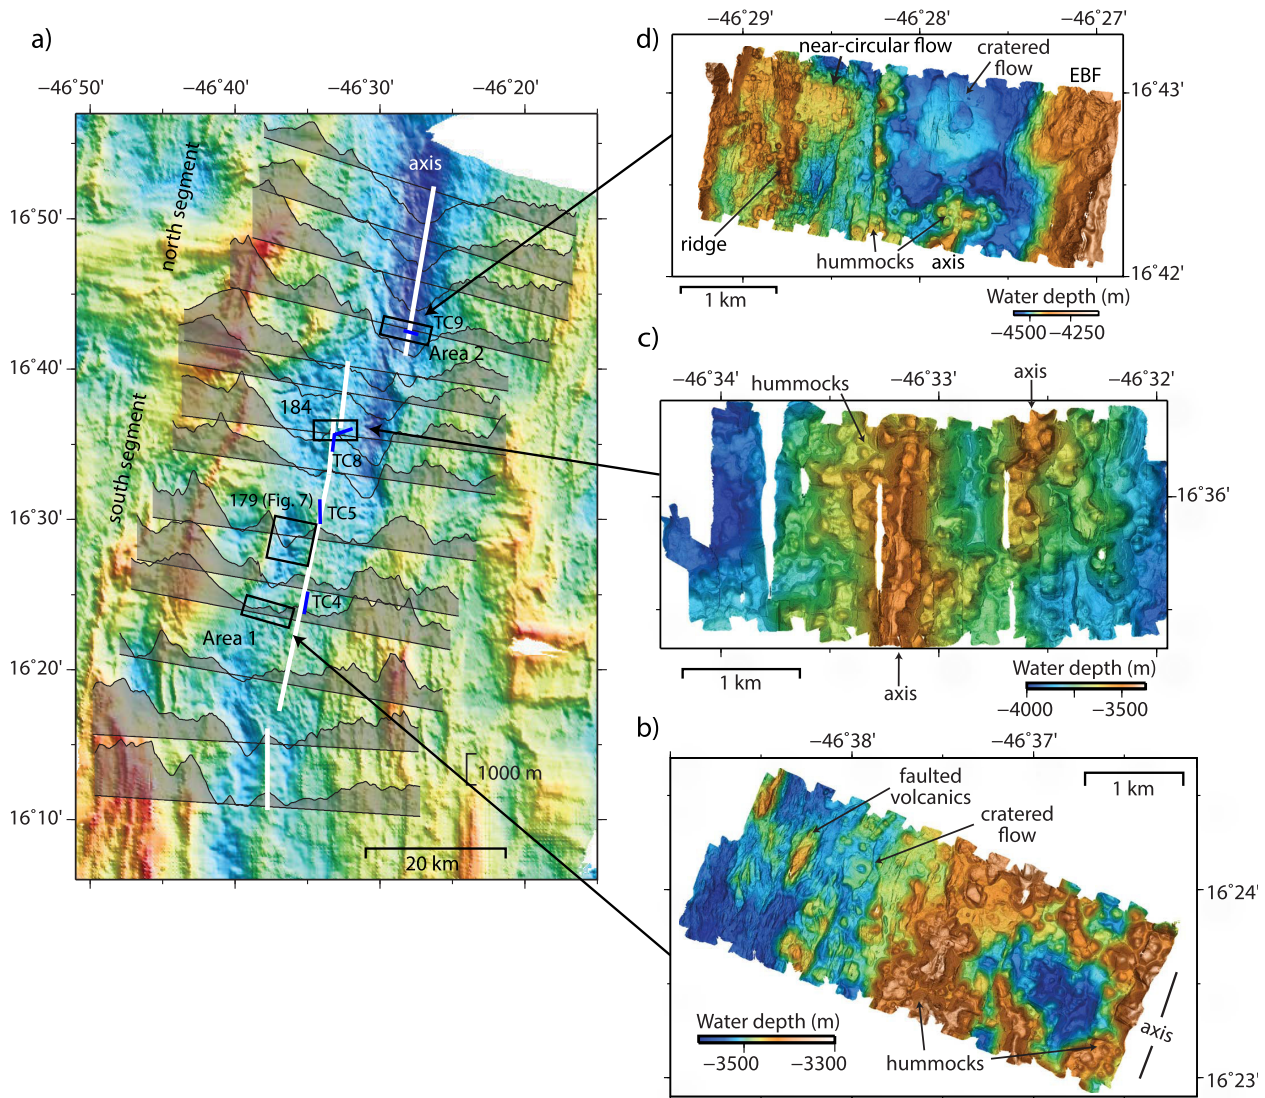 a)
−46˚50' −46˚40' −46˚30' −46˚20'
16˚50'
16˚40'
16˚30'
16˚20'
16˚10'
north segment
south segment
axis
TC9
Area 2
184
TC8
179 (Fig. 7)
TC5
TC4
Area 1
1000 m
20 km
d)
−46˚29' −46˚28' −46˚27'
near-circular flow
cratered
flow
EBF
16˚43'
ridge
hummocks
axis
16˚42'
1 km
Water depth (m)
−4500 −4250
c)
−46˚34' −46˚33' −46˚32'
hummocks
axis
16˚36'
1 km
axis
Water depth (m)
−4000 −3500
b)
−46˚38' −46˚37'
faulted
volcanics
cratered
flow
1 km
16˚24'
Water depth (m)
−3500 −3300
hummocks
axis
16˚23'